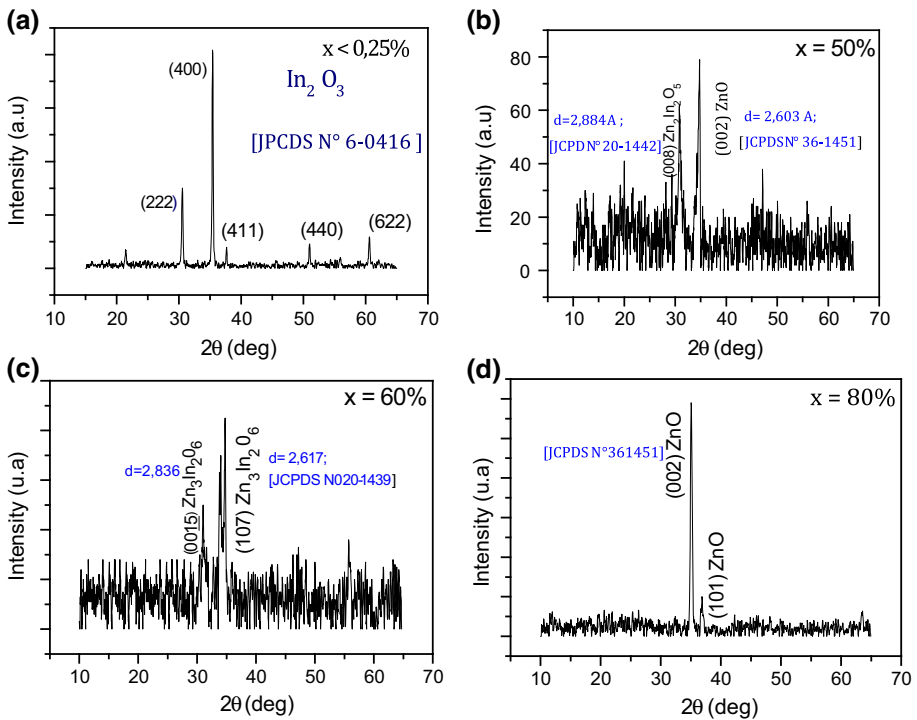 (a)
x < 0,25%
In2 O3
[JPCDS N° 6-0416 ]
(400)
(222)
(411)
(440)
(622)
Intensity (a.u)
10 20 30 40 50 60 70
2θ (deg)
(b)
x = 50%
80
60
40
20
0
d=2,884A ;
[JCPD N° 20-1442]
(008) Zn2 In2O5
(002) ZnO
d= 2,603 A;
[JCPDS N° 36-1451]
Intensity (a.u)
10 20 30 40 50 60 70
2θ (deg)
(c)
x = 60%
d=2,836
(0015) Zn3In2O6
(107) Zn3 In2 O6
d= 2,617;
[JCPDS N020-1439]
Intensity (u.a)
10 20 30 40 50 60 70
2θ (deg)
(d)
x = 80%
[JCPDS N°361451]
(002) ZnO
(101) ZnO
Intensity (u.a)
10 20 30 40 50 60 70
2θ (deg)